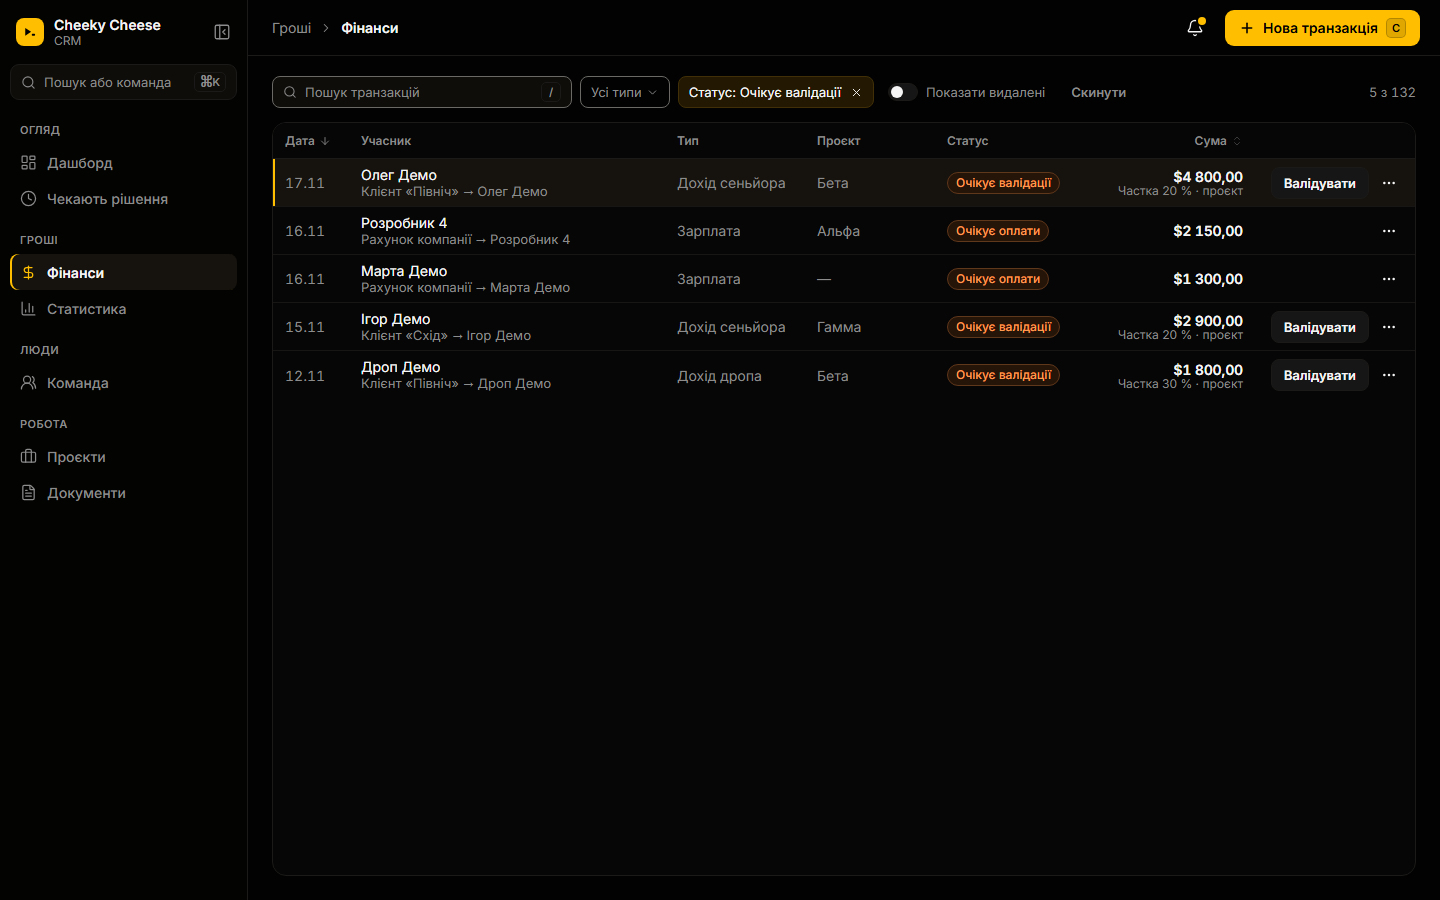 Cheeky Cheese
CRM
Пошук або команда ⌘K
ОГЛЯД
Дашборд
Чекають рішення
ГРОШІ
Фінанси
Статистика
ЛЮДИ
Команда
РОБОТА
Проєкти
Документи
Гроші > Фінанси
+ Нова транзакція C
Пошук транзакцій /
Усі типи
Статус: Очікує валідації ×
Показати видалені
Скинути
5 з 132
Дата ↓ Учасник Тип Проєкт Статус Сума
17.11 Олег Демо Дохід сеньйора Бета Очікує валідації $4 800,00 Валідувати ···
Клієнт «Північ» → Олег Демо Частка 20 % · проєкт
16.11 Розробник 4 Зарплата Альфа Очікує оплати $2 150,00 ···
Рахунок компанії → Розробник 4
16.11 Марта Демо Зарплата — Очікує оплати $1 300,00 ···
Рахунок компанії → Марта Демо
15.11 Ігор Демо Дохід сеньйора Гамма Очікує валідації $2 900,00 Валідувати ···
Клієнт «Схід» → Ігор Демо Частка 20 % · проєкт
12.11 Дроп Демо Дохід дропа Бета Очікує валідації $1 800,00 Валідувати ···
Клієнт «Північ» → Дроп Демо Частка 30 % · проєкт